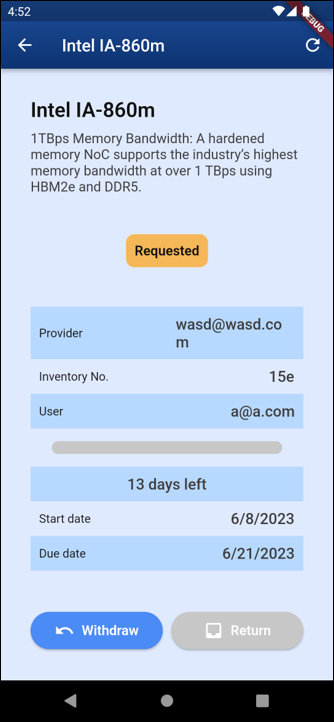 4:52
DEBUG
Intel IA-860m
Intel IA-860m
1TBps Memory Bandwidth: A hardened
memory NoC supports the industry’s highest
memory bandwidth at over 1 TBps using
HBM2e and DDR5.
Requested
Provider
wasd@wasd.co
m
Inventory No.
15e
User
a@a.com
13 days left
Start date
6/8/2023
Due date
6/21/2023
Withdraw
Return